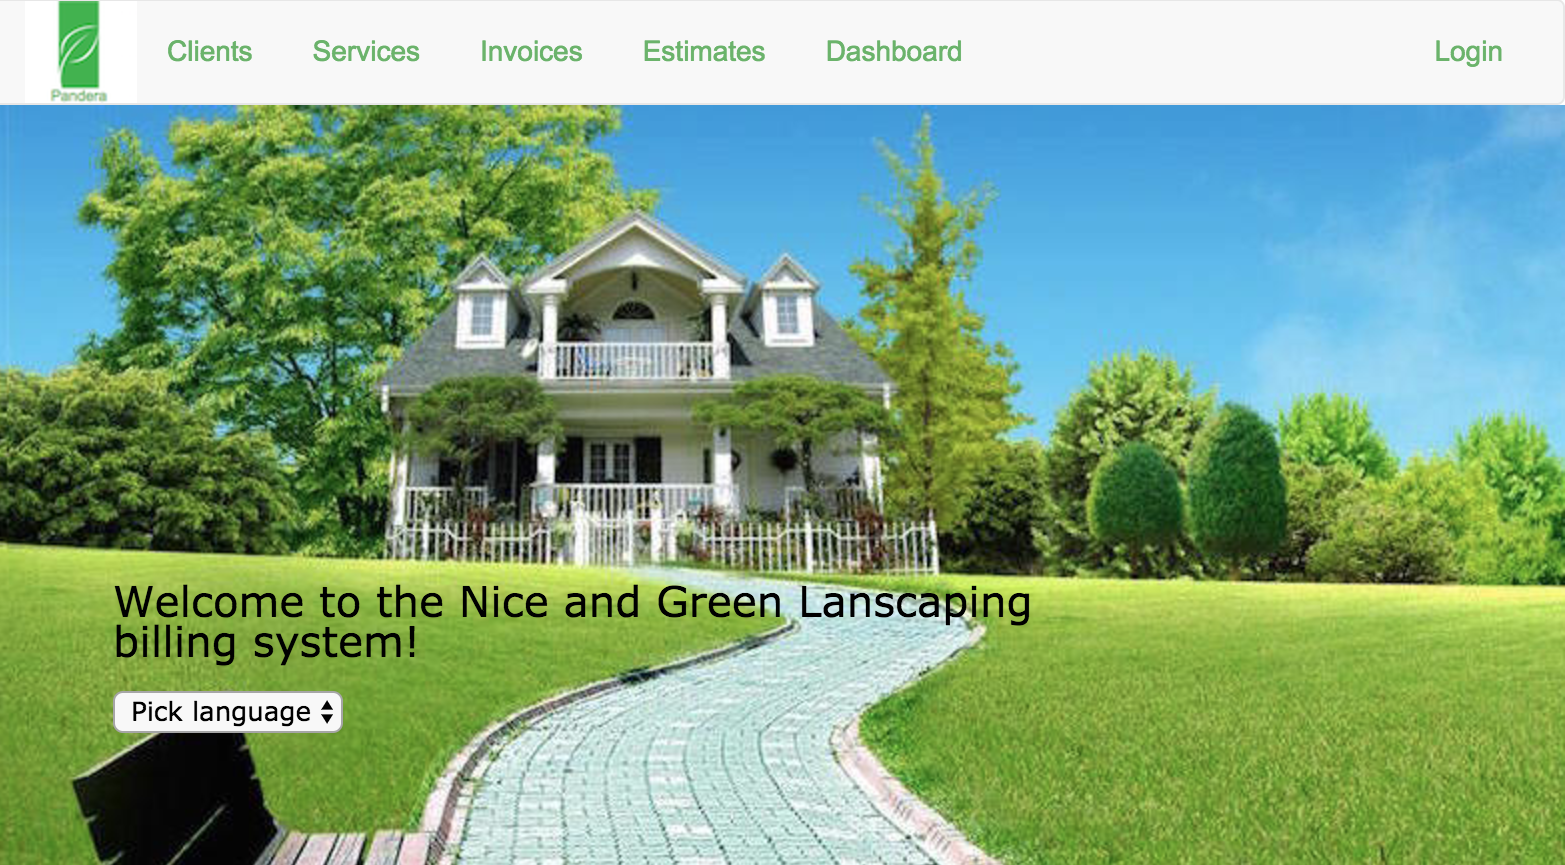 Pandera
Clients
Services
Invoices
Estimates
Dashboard
Login
Welcome to the Nice and Green Lanscaping
billing system!
Pick language